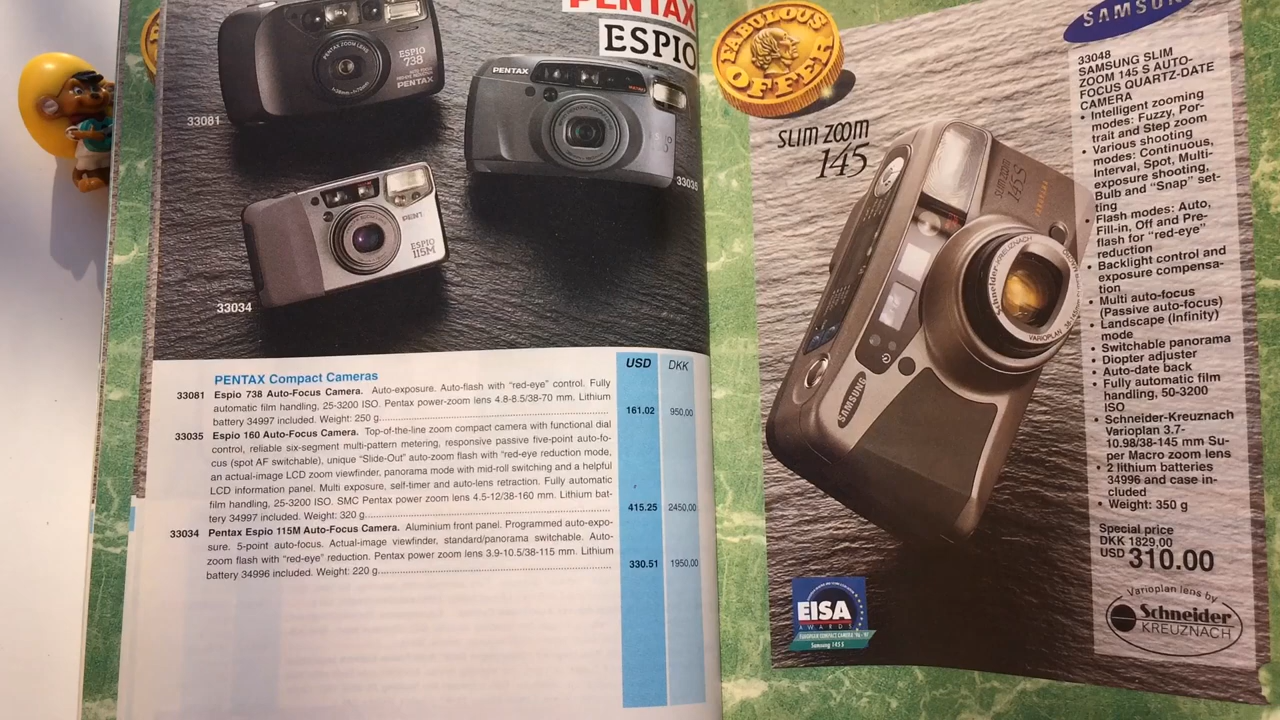 PENTAX
ESPIO
PENTAX ZOOM LENS
ESPIO
738
PENTAX
33081
PENTAX
33035
ESPIO
115M
33034
PENTAX Compact Cameras
USD
DKK
33081 Espio 738 Auto-Focus Camera. Auto-exposure. Auto-flash with "red-eye" control. Fully
automatic film handling, 25-3200 ISO. Pentax power-zoom lens 4.8-8.5/38-70 mm. Lithium
battery 34997 included. Weight: 250 g. 161.02 950,00
33035 Espio 160 Auto-Focus Camera. Top-of-the-line zoom compact camera with functional dial
control, reliable six-segment multi-pattern metering, responsive passive five-point auto-fo-
cus (spot AF switchable), unique "Slide-Out" auto-zoom flash with "red-eye reduction mode,
an actual-image LCD zoom viewfinder, panorama mode with mid-roll switching and a helpful
LCD information panel. Multi exposure, self-timer and auto-lens retraction. Fully automatic
film handling, 25-3200 ISO. SMC Pentax power zoom lens 4.5-12/38-160 mm. Lithium bat-
tery 34997 included. Weight: 320 g. 415.25 2450,00
33034 Pentax Espio 115M Auto-Focus Camera. Aluminium front panel. Programmed auto-expo-
sure. 5-point auto-focus. Actual-image viewfinder, standard/panorama switchable. Auto-
zoom flash with "red-eye" reduction. Pentax power zoom lens 3.9-10.5/38-115 mm. Lithium
battery 34996 included. Weight: 220 g. 330.51 1950,00
FABULOUS
OFFER
SLIM ZOOM
145
SLIM ZOOM
145S
PANORAMA
Schneider-KREUZNACH
VARIOPLAN
SAMSUNG
SAMSUNG
33048
SAMSUNG SLIM
ZOOM 145 S AUTO-
FOCUS QUARTZ-DATE
CAMERA
• Intelligent zooming
modes: Fuzzy, Por-
trait and Step zoom
• Various shooting
modes: Continuous,
Interval, Spot, Multi-
exposure shooting,
Bulb and "Snap" set-
ting
• Flash modes: Auto,
Fill-in, Off and Pre-
flash for "red-eye"
reduction
• Backlight control and
exposure compensa-
tion
• Multi auto-focus
(Passive auto-focus)
• Landscape (Infinity)
mode
• Switchable panorama
• Diopter adjuster
• Auto-date back
• Fully automatic film
handling, 50-3200
ISO
• Schneider-Kreuznach
Varioplan 3.7-
10.98/38-145 mm Su-
per Macro zoom lens
• 2 lithium batteries
34996 and case in-
cluded
• Weight: 350 g
Special price
DKK 1829,00
USD 310.00
Varioplan lens by
Schneider
KREUZNACH
EISA
AWARDS
EUROPEAN COMPACT CAMERA '96-'97
Samsung 145 S